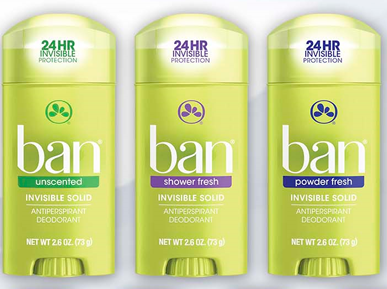 24HR
INVISIBLE
PROTECTION
ban®
unscented
INVISIBLE SOLID
ANTIPERSPIRANT
DEODORANT
NET WT 2.6 OZ. (73 g)
24HR
INVISIBLE
PROTECTION
ban®
shower fresh
INVISIBLE SOLID
ANTIPERSPIRANT
DEODORANT
NET WT 2.6 OZ. (73 g)
24HR
INVISIBLE
PROTECTION
ban®
powder fresh
INVISIBLE SOLID
ANTIPERSPIRANT
DEODORANT
NET WT 2.6 OZ. (73 g)